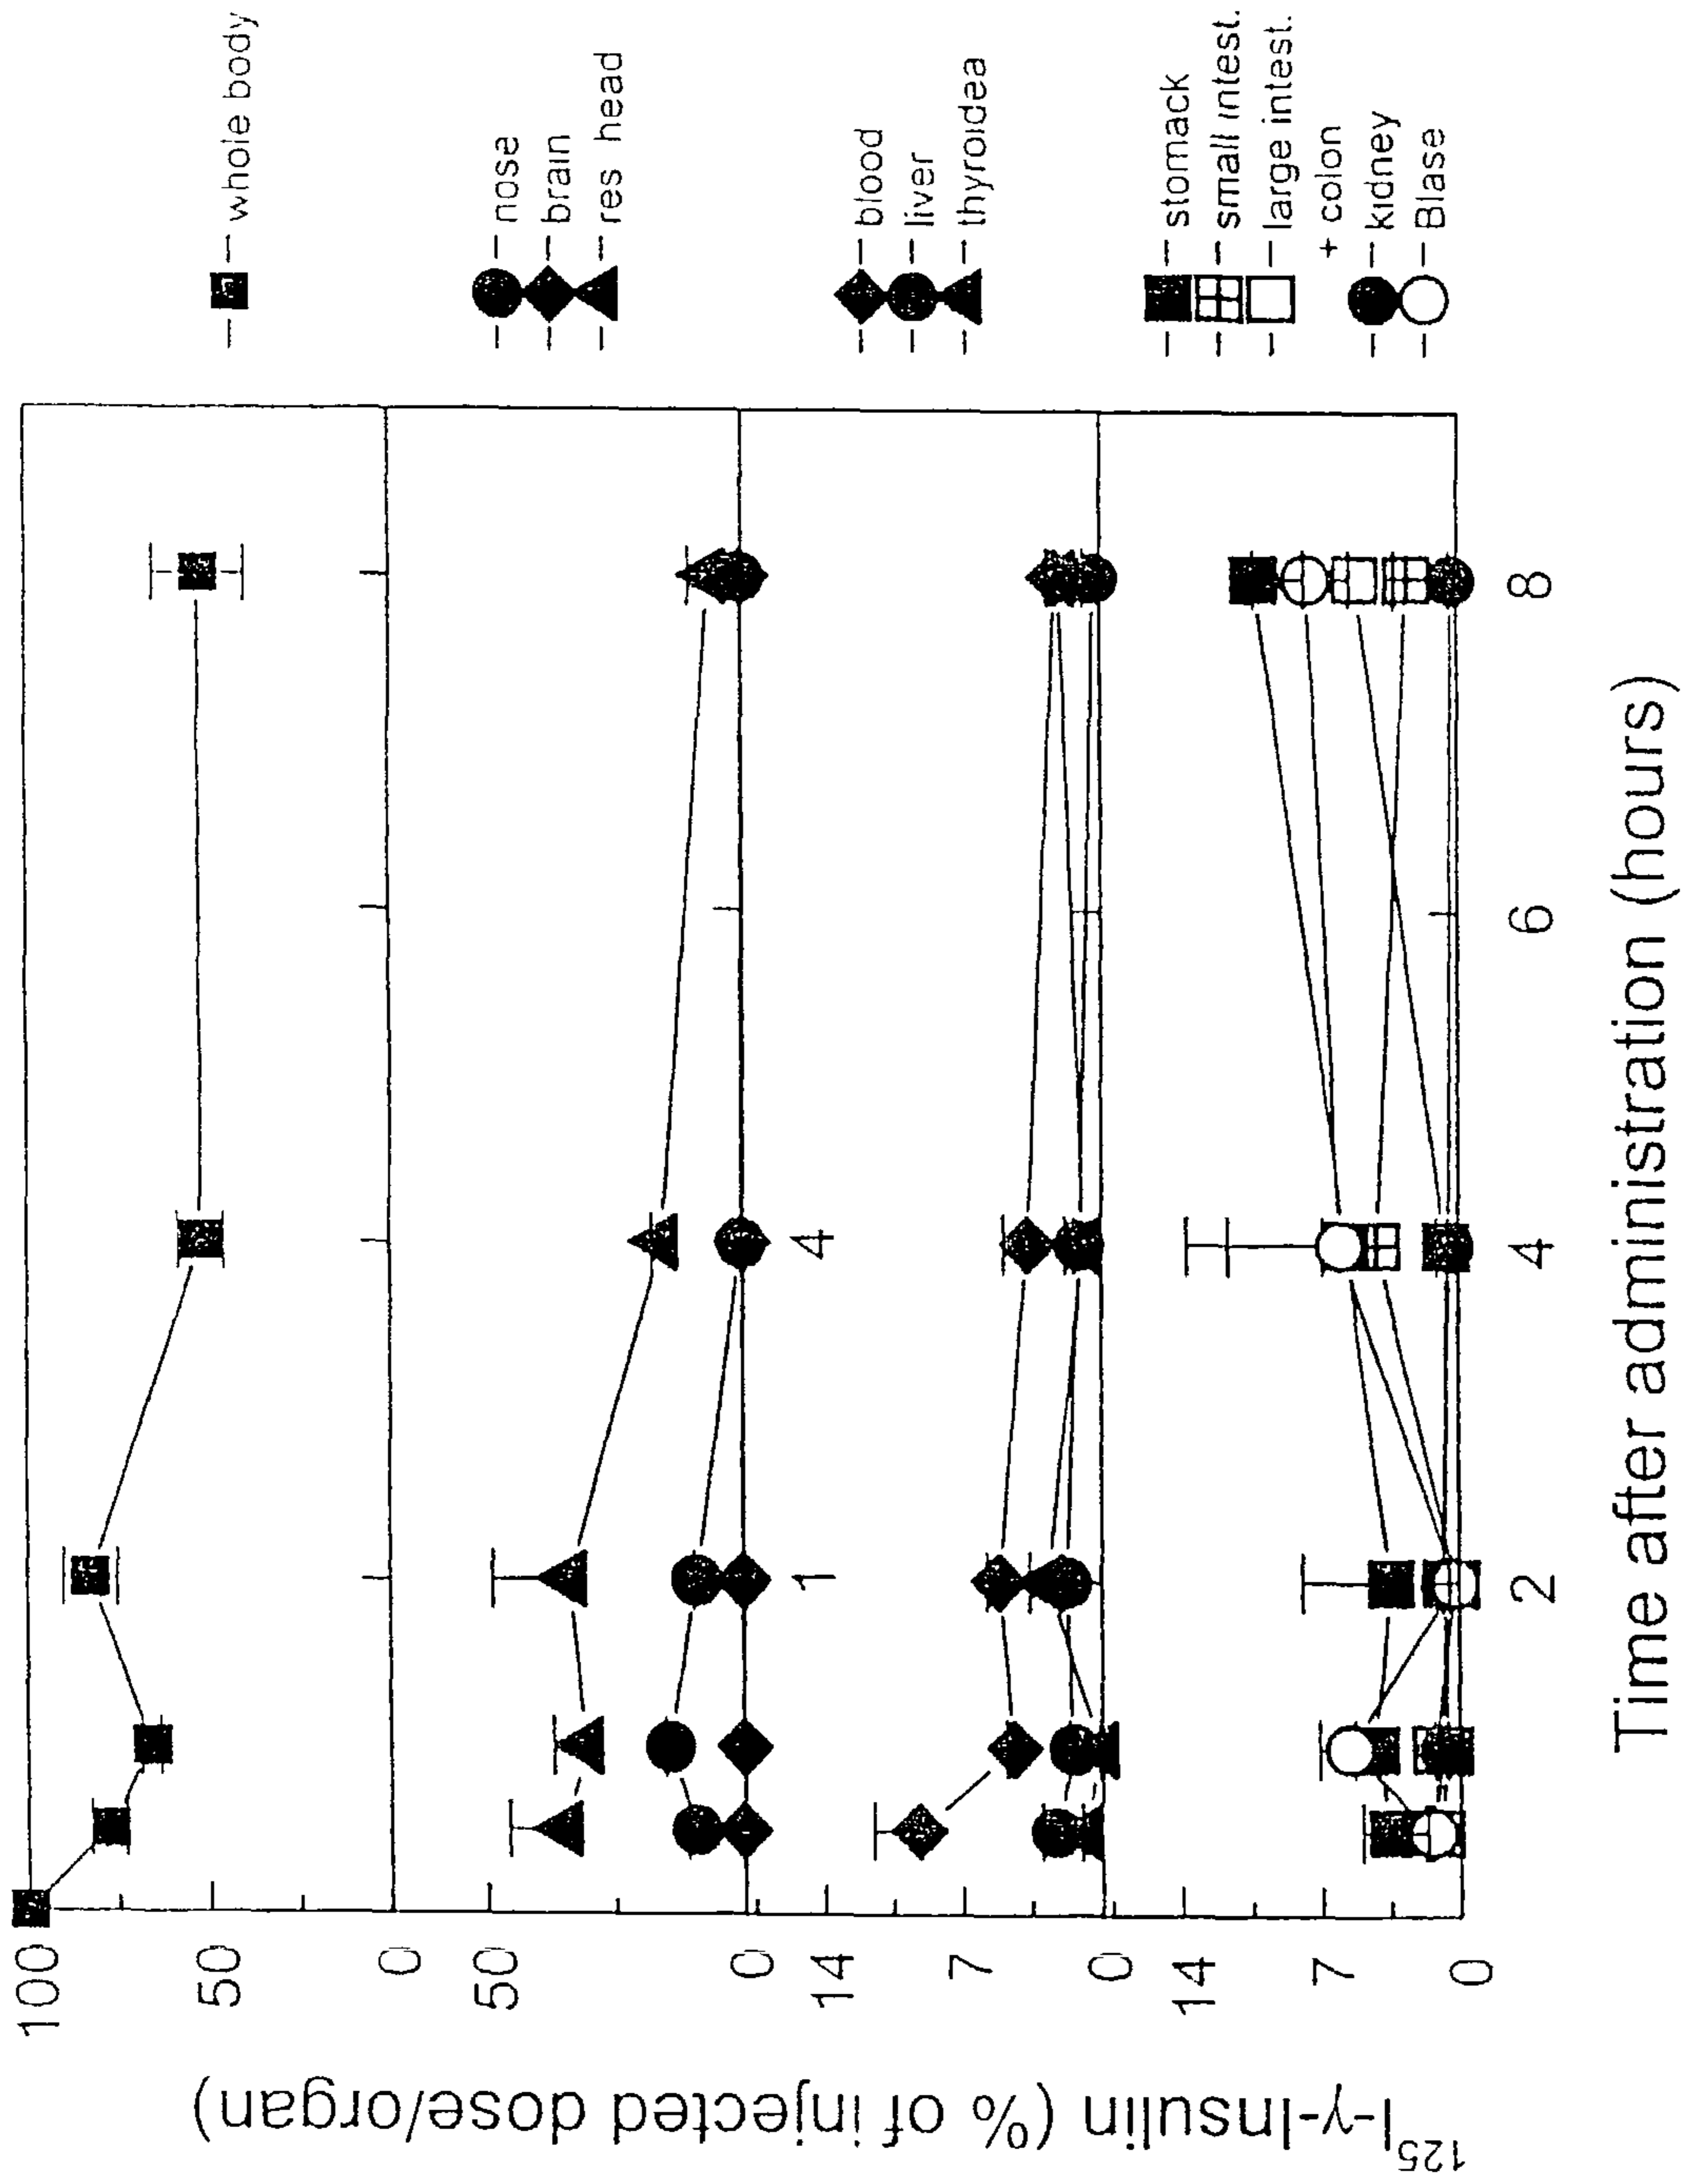 ¹²⁵I-γ-Insulin (% of injected dose/organ)
100
50
0
50
0
14
7
0
14
7
0
1
4
2
4
6
8
Time after administration (hours)
whole body
nose
brain
res head
blood
liver
thyroidea
stomack
small intest.
large intest.
+ colon
kidney
Blase